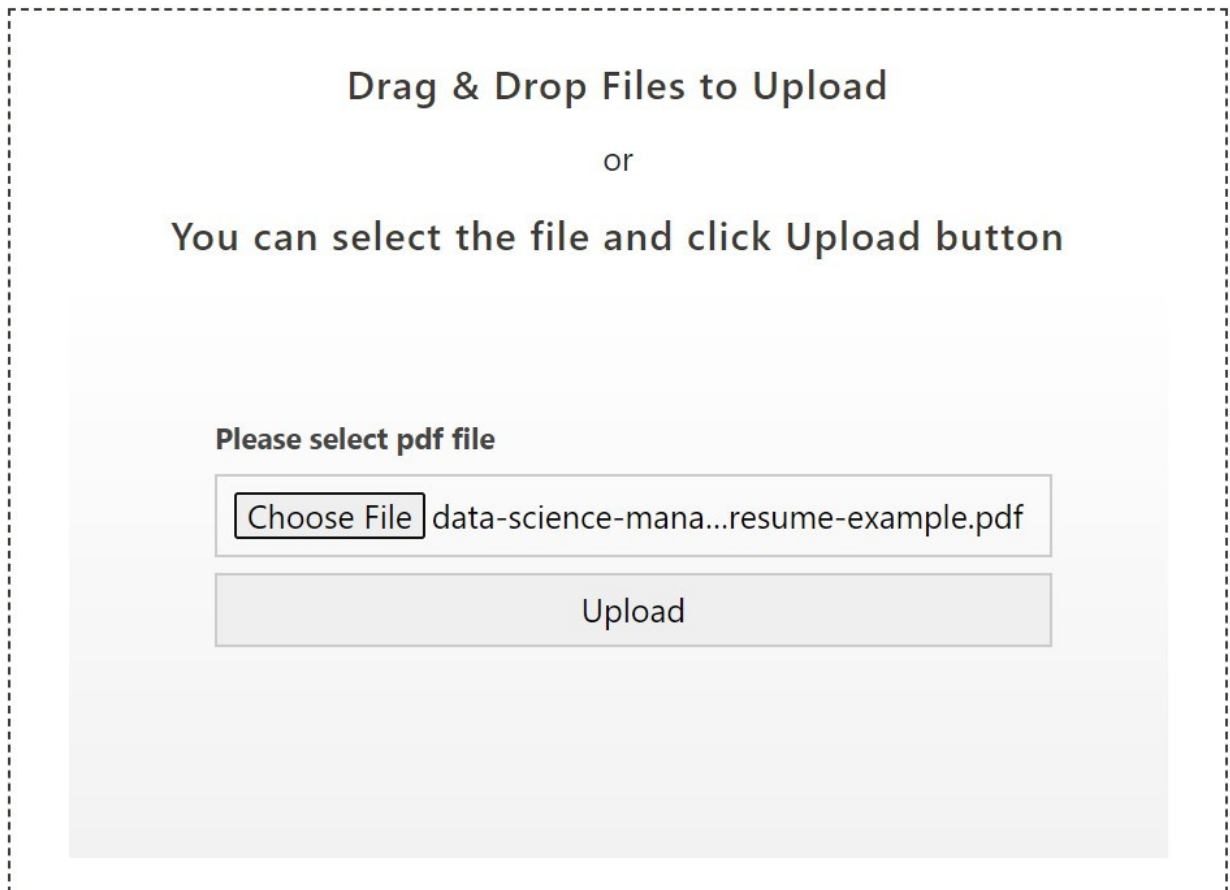 Drag & Drop Files to Upload
or
You can select the file and click Upload button
Please select pdf file
Choose File data-science-mana...resume-example.pdf
Upload